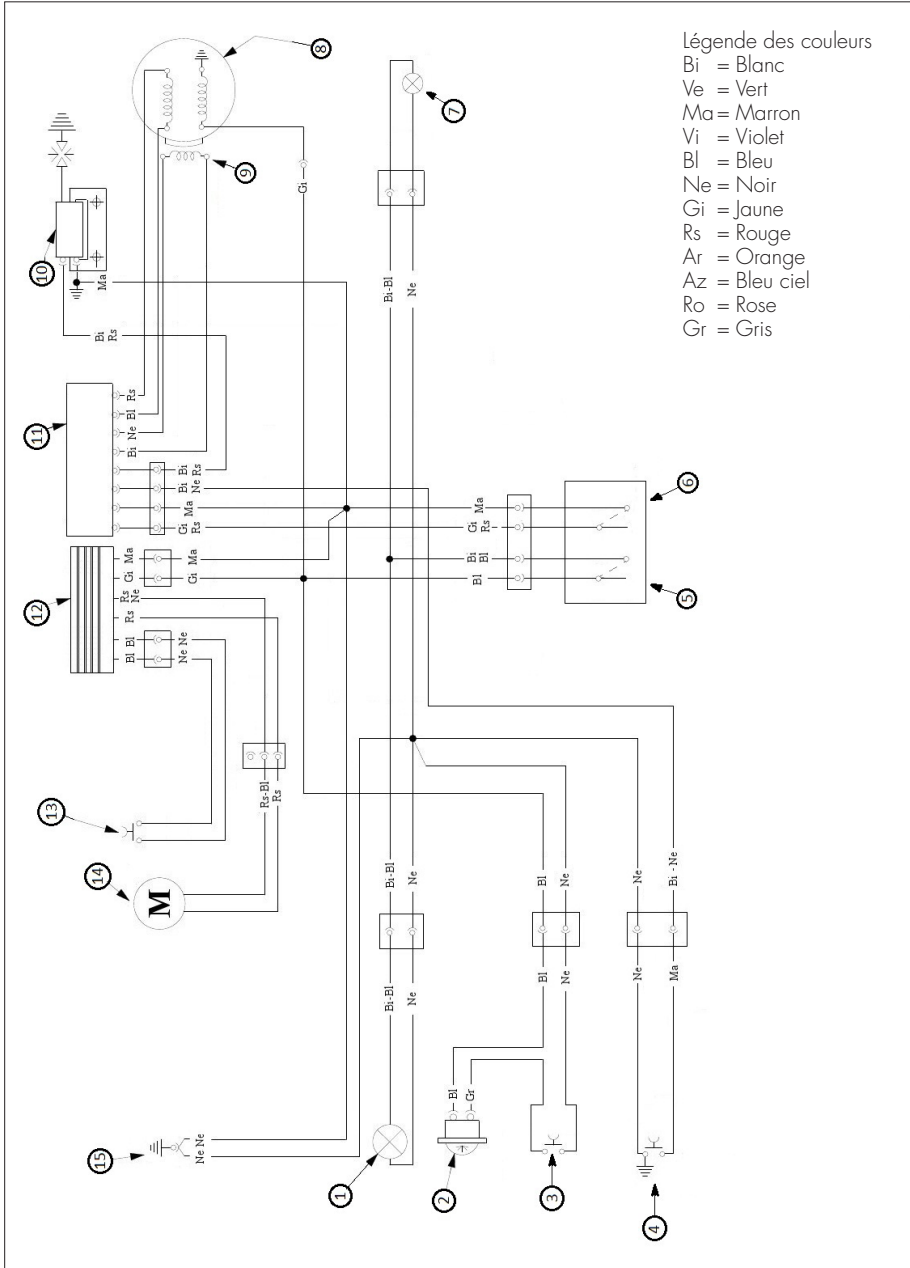 Légende des couleurs
Bi = Blanc
Ve = Vert
Ma = Marron
Vi = Violet
Bl = Bleu
Ne = Noir
Gi = Jaune
Rs = Rouge
Ar = Orange
Az = Bleu ciel
Ro = Rose
Gr = Gris
8
7
9
10
Gi
Ma
Bi
Rs
Bi-Bl
Ne
11
Rs
Bl
Ne
Bi
Bi
Rs
Bi
Ne
Ma
Gi
Rs
Ma
Gi
Rs
Bi
Bl
Bl
6
5
12
Ma
Gi
Rs
Ne
Rs
Bl
Bl
Ma
Gi
Bl
Bl
Ne
Ne
Ne
Ne
13
Rs-Bl
Rs
14
M
Bi-Bl
Ne
Bl
Ne
Ne
Bi - Ne
Bi-Bl
Ne
Bl
Ne
Ne
Ma
Bl
Gr
15
Ne
Ne
Ne
Ne
1
2
3
4